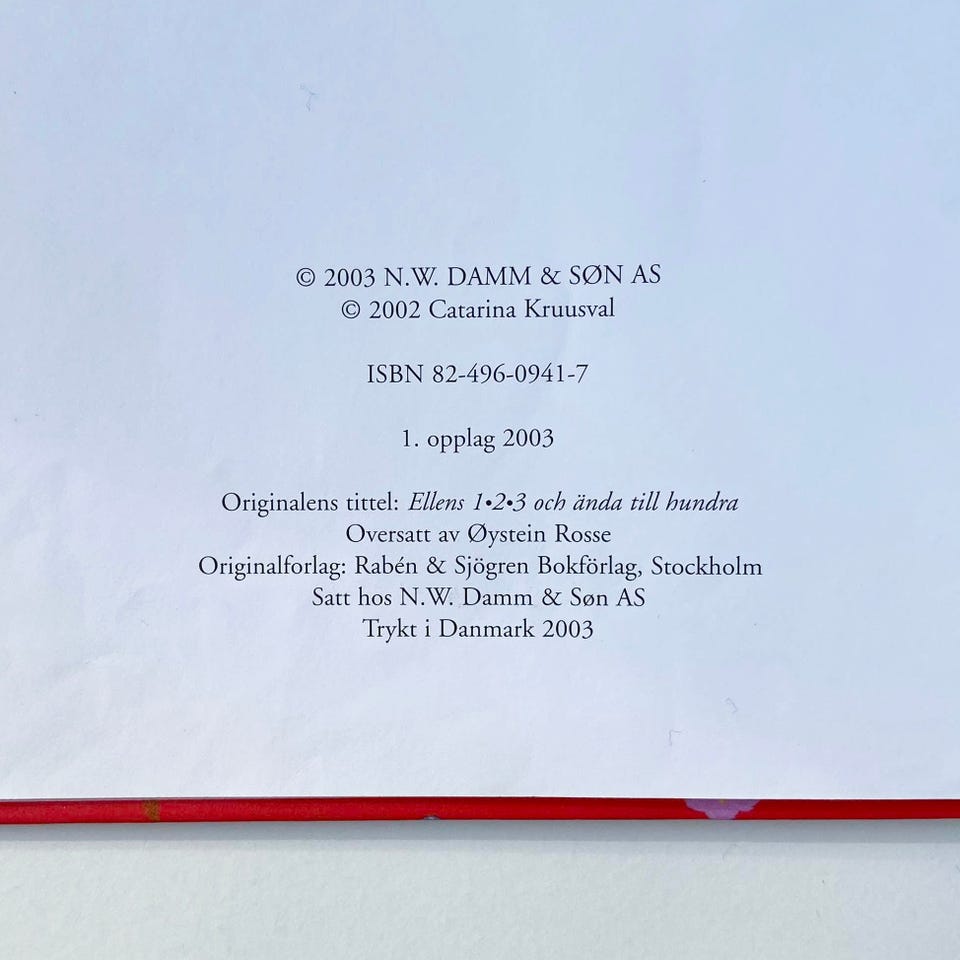 © 2003 N.W. DAMM & SØN AS
© 2002 Catarina Kruusval
ISBN 82-496-0941-7
1. opplag 2003
Originalens tittel: Ellens 1•2•3 och ända till hundra
Oversatt av Øystein Rosse
Originalforlag: Rabén & Sjögren Bokförlag, Stockholm
Satt hos N.W. Damm & Søn AS
Trykt i Danmark 2003